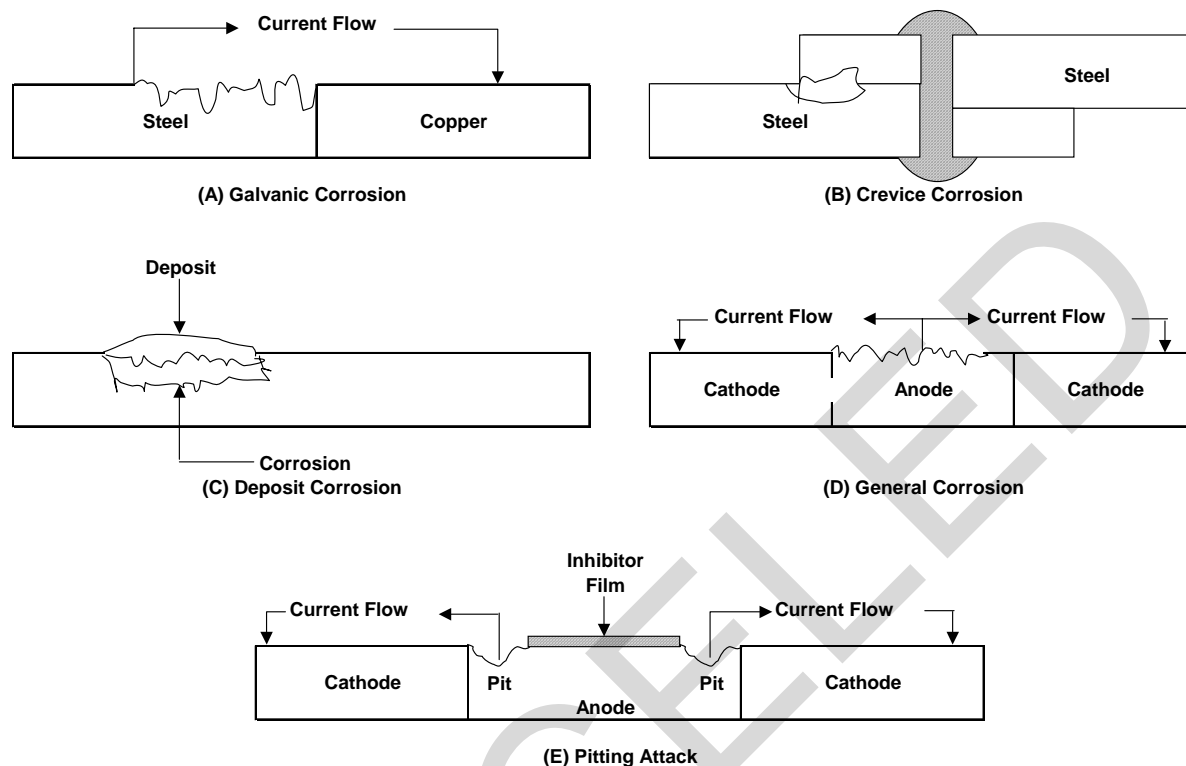 Current Flow
Steel
Copper
(A) Galvanic Corrosion
Steel
Steel
(B) Crevice Corrosion
Deposit
Corrosion
(C) Deposit Corrosion
Current Flow
Current Flow
Cathode
Anode
Cathode
(D) General Corrosion
Inhibitor
Film
Current Flow
Current Flow
Cathode
Pit
Pit
Cathode
Anode
(E) Pitting Attack
CELED